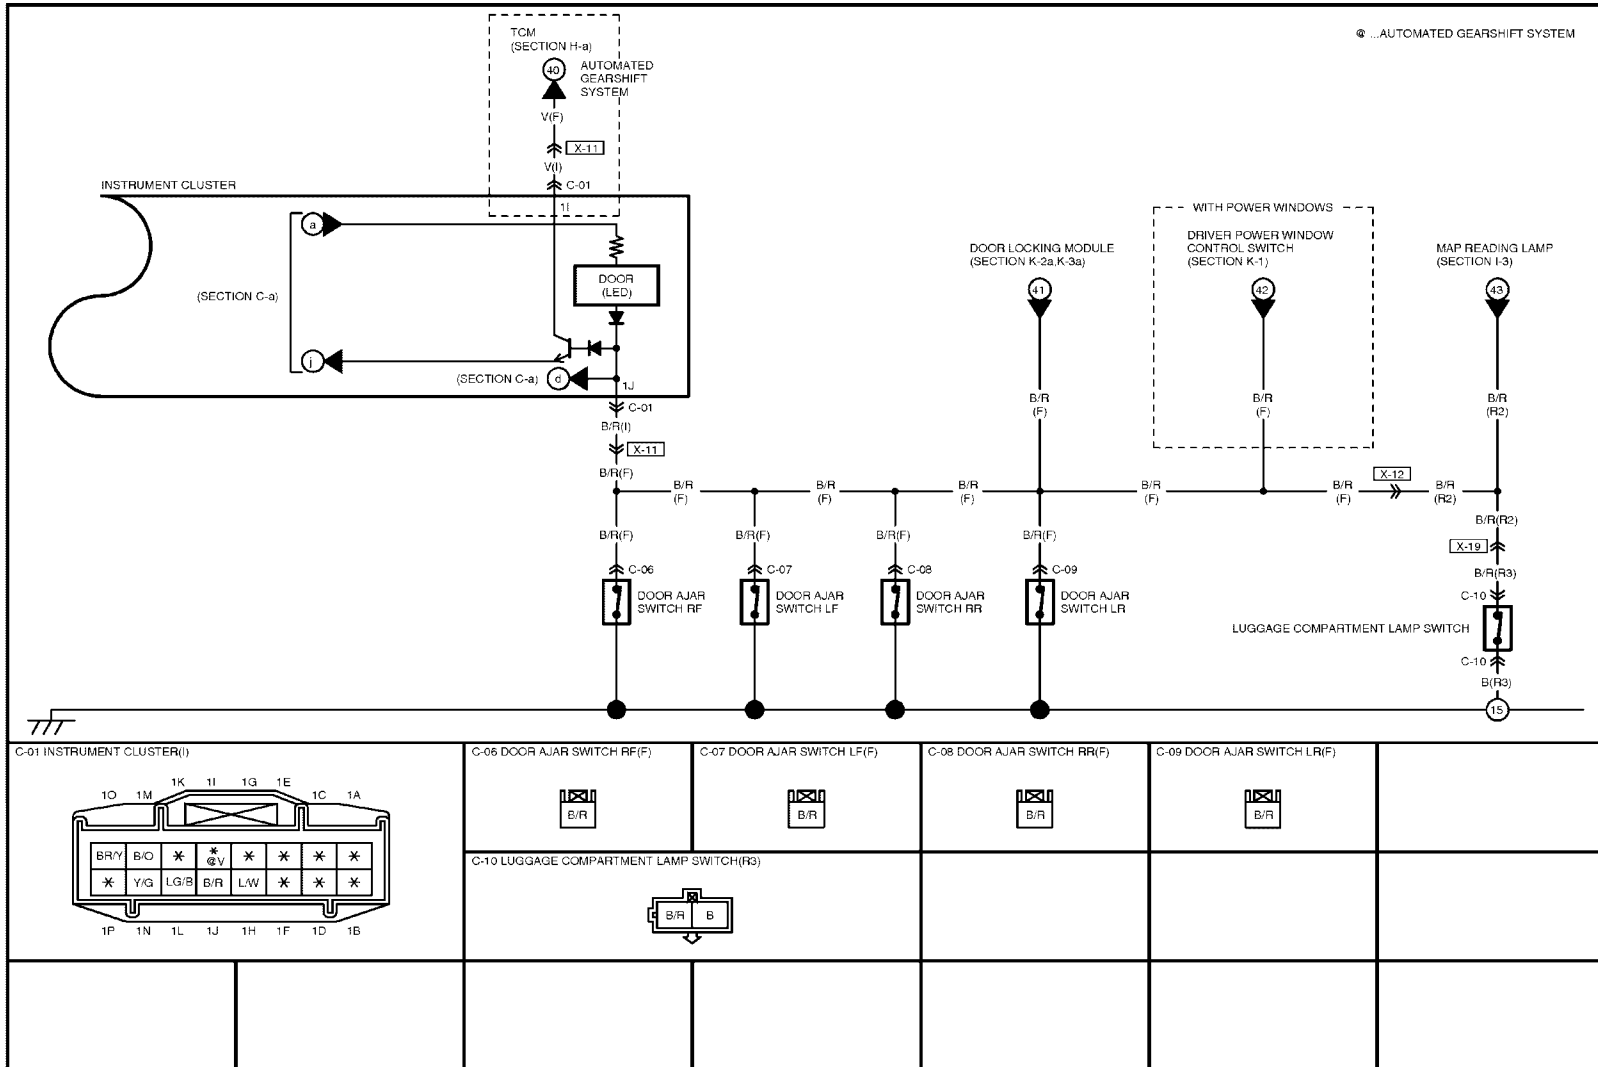 @ ...AUTOMATED GEARSHIFT SYSTEM
TCM
(SECTION H-a)
40
AUTOMATED
GEARSHIFT
SYSTEM
V(F)
X-11
V(I)
C-01
1I
INSTRUMENT CLUSTER
a
(SECTION C-a)
j
DOOR
(LED)
(SECTION C-a)
d
1J
C-01
B/R(I)
X-11
B/R(F)
DOOR LOCKING MODULE
(SECTION K-2a,K-3a)
41
B/R
(F)
WITH POWER WINDOWS
DRIVER POWER WINDOW
CONTROL SWITCH
(SECTION K-1)
42
B/R
(F)
MAP READING LAMP
(SECTION I-3)
43
B/R
(R2)
B/R
(F)
B/R
(F)
B/R
(F)
B/R
(F)
B/R
(F)
X-12
B/R
(R2)
B/R(F)
B/R(F)
B/R(F)
B/R(F)
B/R(R2)
X-19
B/R(R3)
C-06
DOOR AJAR
SWITCH RF
C-07
DOOR AJAR
SWITCH LF
C-08
DOOR AJAR
SWITCH RR
C-09
DOOR AJAR
SWITCH LR
C-10
LUGGAGE COMPARTMENT LAMP SWITCH
C-10
B(R3)
15
C-01 INSTRUMENT CLUSTER(I)
1O 1M 1K 1I 1G 1E 1C 1A
BR/Y B/O * * @V * * * *
* Y/G LG/B B/R L/W * * *
1P 1N 1L 1J 1H 1F 1D 1B
C-06 DOOR AJAR SWITCH RF(F)
B/R
C-07 DOOR AJAR SWITCH LF(F)
B/R
C-08 DOOR AJAR SWITCH RR(F)
B/R
C-09 DOOR AJAR SWITCH LR(F)
B/R
C-10 LUGGAGE COMPARTMENT LAMP SWITCH(R3)
B/R B